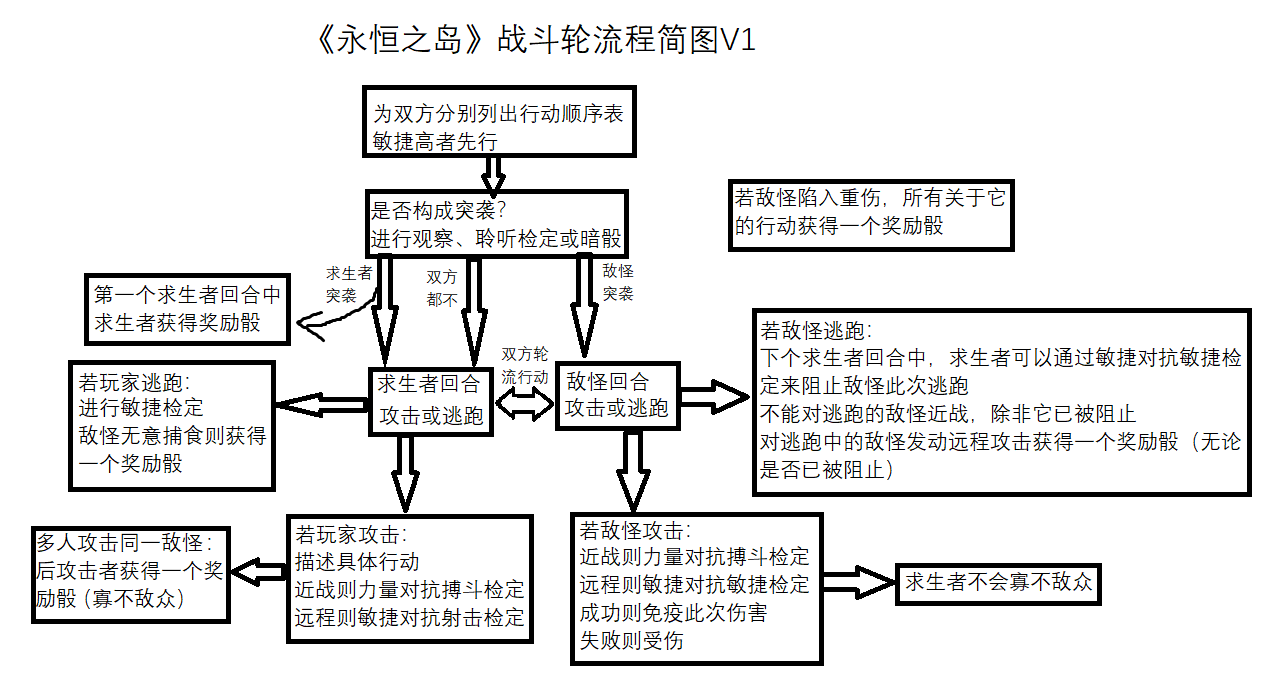 《永恒之岛》战斗轮流程简图V1
为双方分别列出行动顺序表
敏捷高者先行
是否构成突袭？
进行观察、聆听检定或暗骰
若敌怪陷入重伤，所有关于它
的行动获得一个奖励骰
求生者
突袭
双方
都不
敌怪
突袭
第一个求生者回合中
求生者获得奖励骰
若玩家逃跑：
进行敏捷检定
敌怪无意捕食则获得
一个奖励骰
求生者回合
攻击或逃跑
双方轮
流行动
敌怪回合
攻击或逃跑
若敌怪逃跑：
下个求生者回合中，求生者可以通过敏捷对抗敏捷检
定来阻止敌怪此次逃跑
不能对逃跑的敌怪近战，除非它已被阻止
对逃跑中的敌怪发动远程攻击获得一个奖励骰（无论
是否已被阻止）
多人攻击同一敌怪：
后攻击者获得一个奖
励骰（寡不敌众）
若玩家攻击：
描述具体行动
近战则力量对抗搏斗检定
远程则敏捷对抗射击检定
若敌怪攻击：
近战则力量对抗搏斗检定
远程则敏捷对抗敏捷检定
成功则免疫此次伤害
失败则受伤
求生者不会寡不敌众